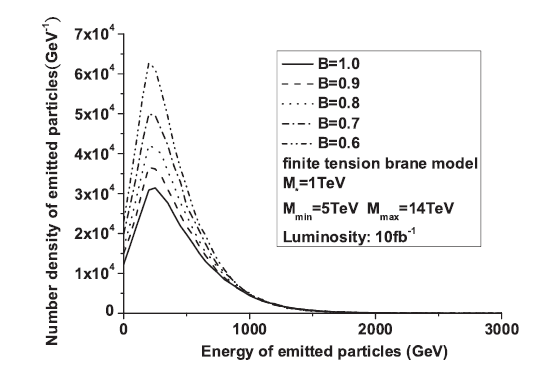 7x10⁴
6x10⁴
5x10⁴
4x10⁴
3x10⁴
2x10⁴
1x10⁴
0
Number density of emitted particles(GeV⁻¹)
B=1.0
B=0.9
B=0.8
B=0.7
B=0.6
finite tension brane model
M*=1TeV
Mmin=5TeV Mmax=14TeV
Luminosity: 10fb⁻¹
0 1000 2000 3000
Energy of emitted particles (GeV)